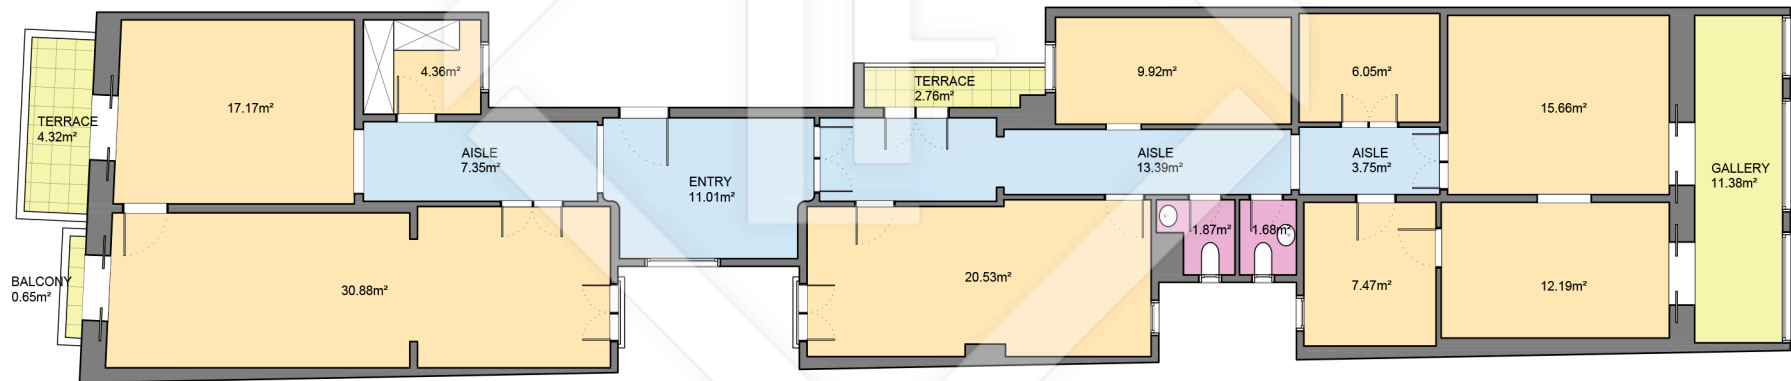 TERRACE
4.32m²
17.17m²
4.36m²
AISLE
7.35m²
ENTRY
11.01m²
BALCONY
0.65m²
30.88m²
TERRACE
2.76m²
9.92m²
6.05m²
15.66m²
AISLE
13.39m²
AISLE
3.75m²
GALLERY
11.38m²
20.53m²
1.87m²
1.68m²
7.47m²
12.19m²